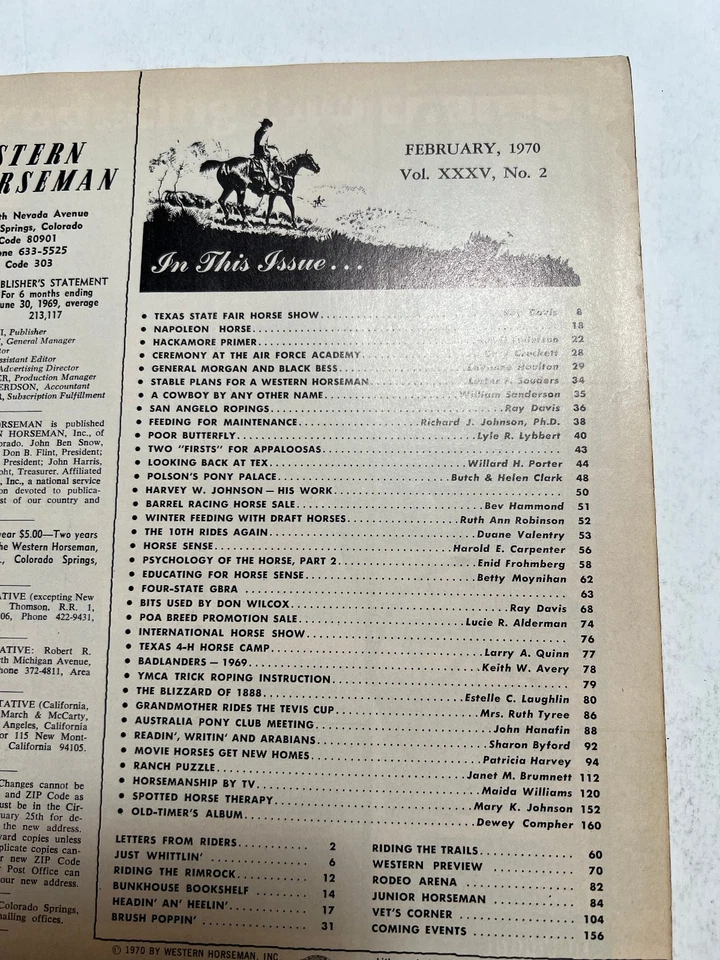 STERN
RSEMAN
th Nevada Avenue
Springs, Colorado
Code 80901
one 633-5525
Code 303
BLISHER'S STATEMENT
For 6 months ending
une 30, 1969, average
213,117
I, Publisher
, General Manager
tor
ssistant Editor
Advertising Director
ER, Production Manager
ERDSON, Accountant
R, Subscription Fulfillment
RSEMAN is published
N HORSEMAN, Inc., of
orado. John Ben Snow,
Don B. Flint, President;
President; John Harris,
oht, Treasurer. Affiliated
, Inc., a national service
on devoted to publica-
st of our country and
year $5.00—Two years
he Western Horseman,
., Colorado Springs,
ATIVE (excepting New
Thomson, R.R. 1,
06, Phone 422-9431,
ATIVE: Robert R.
rth Michigan Avenue,
hone 372-4811, Area
TATIVE (California,
March & McCarty,
Angeles, California
or 115 New Mont-
California 94105.
Changes cannot be
and ZIP Code as
ust be in the Cir-
uary 25th for de-
the new address.
ward copies unless
plicate copies can-
r new ZIP Code
Post Office can
our new address.
Colorado Springs,
nailing offices.
FEBRUARY, 1970
Vol. XXXV, No. 2
In This Issue...
• TEXAS STATE FAIR HORSE SHOW Ray Davis 8
• NAPOLEON HORSE 18
• HACKAMORE PRIMER 22
• CEREMONY AT THE AIR FORCE ACADEMY Crockett 28
• GENERAL MORGAN AND BLACK BESS Houlton 29
• STABLE PLANS FOR A WESTERN HORSEMAN Lester F. Souders 34
• A COWBOY BY ANY OTHER NAME William Sanderson 35
• SAN ANGELO ROPINGS Ray Davis 36
• FEEDING FOR MAINTENANCE Richard J. Johnson, Ph.D. 38
• POOR BUTTERFLY Lyle R. Lybbert 40
• TWO "FIRSTS" FOR APPALOOSAS 43
• LOOKING BACK AT TEX Willard H. Porter 44
• POLSON'S PONY PALACE Butch & Helen Clark 48
• HARVEY W. JOHNSON — HIS WORK 50
• BARREL RACING HORSE SALE Bev Hammond 51
• WINTER FEEDING WITH DRAFT HORSES Ruth Ann Robinson 52
• THE 10TH RIDES AGAIN Duane Valentry 53
• HORSE SENSE Harold E. Carpenter 56
• PSYCHOLOGY OF THE HORSE, PART 2 Enid Frohmberg 58
• EDUCATING FOR HORSE SENSE Betty Moynihan 62
• FOUR-STATE GBRA 63
• BITS USED BY DON WILCOX Ray Davis 68
• POA BREED PROMOTION SALE Lucie R. Alderman 74
• INTERNATIONAL HORSE SHOW 76
• TEXAS 4-H HORSE CAMP Larry A. Quinn 77
• BADLANDERS — 1969 Keith W. Avery 78
• YMCA TRICK ROPING INSTRUCTION 79
• THE BLIZZARD OF 1888 Estelle C. Laughlin 80
• GRANDMOTHER RIDES THE TEVIS CUP Mrs. Ruth Tyree 86
• AUSTRALIA PONY CLUB MEETING John Hanafin 88
• READIN', WRITIN' AND ARABIANS Sharon Byford 92
• MOVIE HORSES GET NEW HOMES Patricia Harvey 94
• RANCH PUZZLE Janet M. Brumnett 112
• HORSEMANSHIP BY TV Maida Williams 120
• SPOTTED HORSE THERAPY Mary K. Johnson 152
• OLD-TIMER'S ALBUM Dewey Compher 160
LETTERS FROM RIDERS 2
JUST WHITTLIN' 6
RIDING THE RIMROCK 12
BUNKHOUSE BOOKSHELF 14
HEADIN' AN' HEELIN' 17
BRUSH POPPIN' 31
RIDING THE TRAILS 60
WESTERN PREVIEW 70
RODEO ARENA 82
JUNIOR HORSEMAN 84
VET'S CORNER 104
COMING EVENTS 156
© 1970 BY WESTERN HORSEMAN, INC.